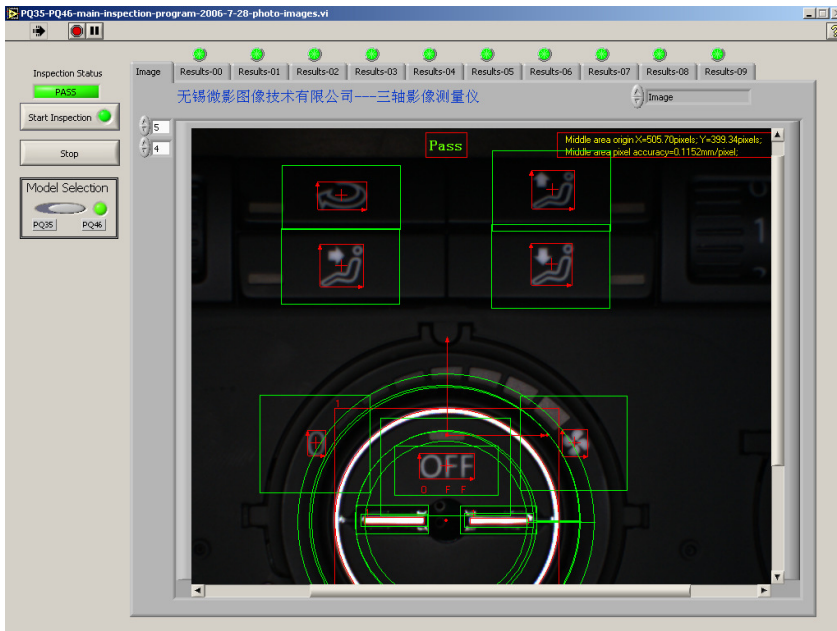 PQ35-PQ46-main-inspection-program-2006-7-28-photo-images.vi
Inspection Status
PASS
Start Inspection
Stop
Model Selection
PQ35 PQ46
Image Results-00 Results-01 Results-02 Results-03 Results-04 Results-05 Results-06 Results-07 Results-08 Results-09
无锡微影图像技术有限公司---三轴影像测量仪
Image
5
4
Pass
Middle area origin X=505.70pixels; Y=399.34pixels;
Middle area pixel accuracy=0.1152mm/pixel;
1
2
1
0
OFF
O F F